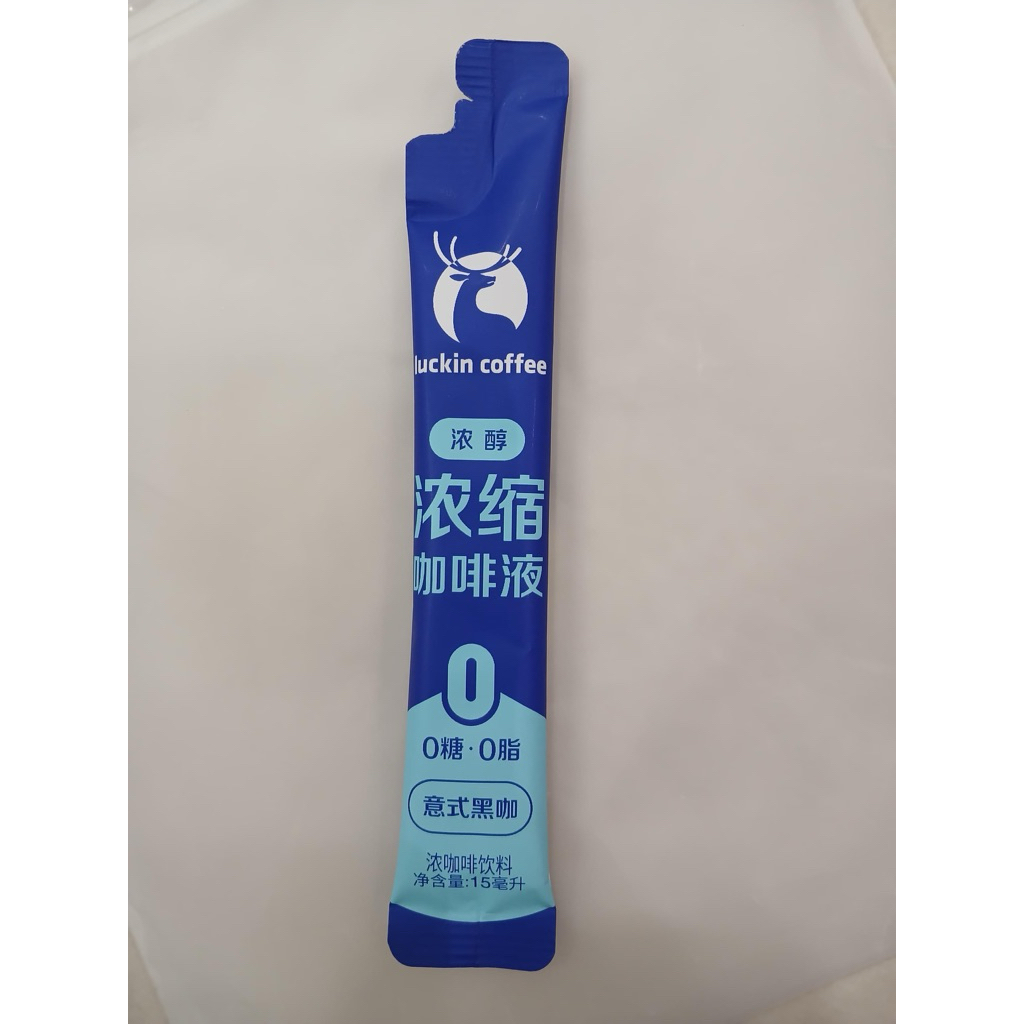 luckin coffee
浓醇
浓缩
咖啡液
0
0糖·0脂
意式黑咖
浓咖啡饮料
净含量:15毫升